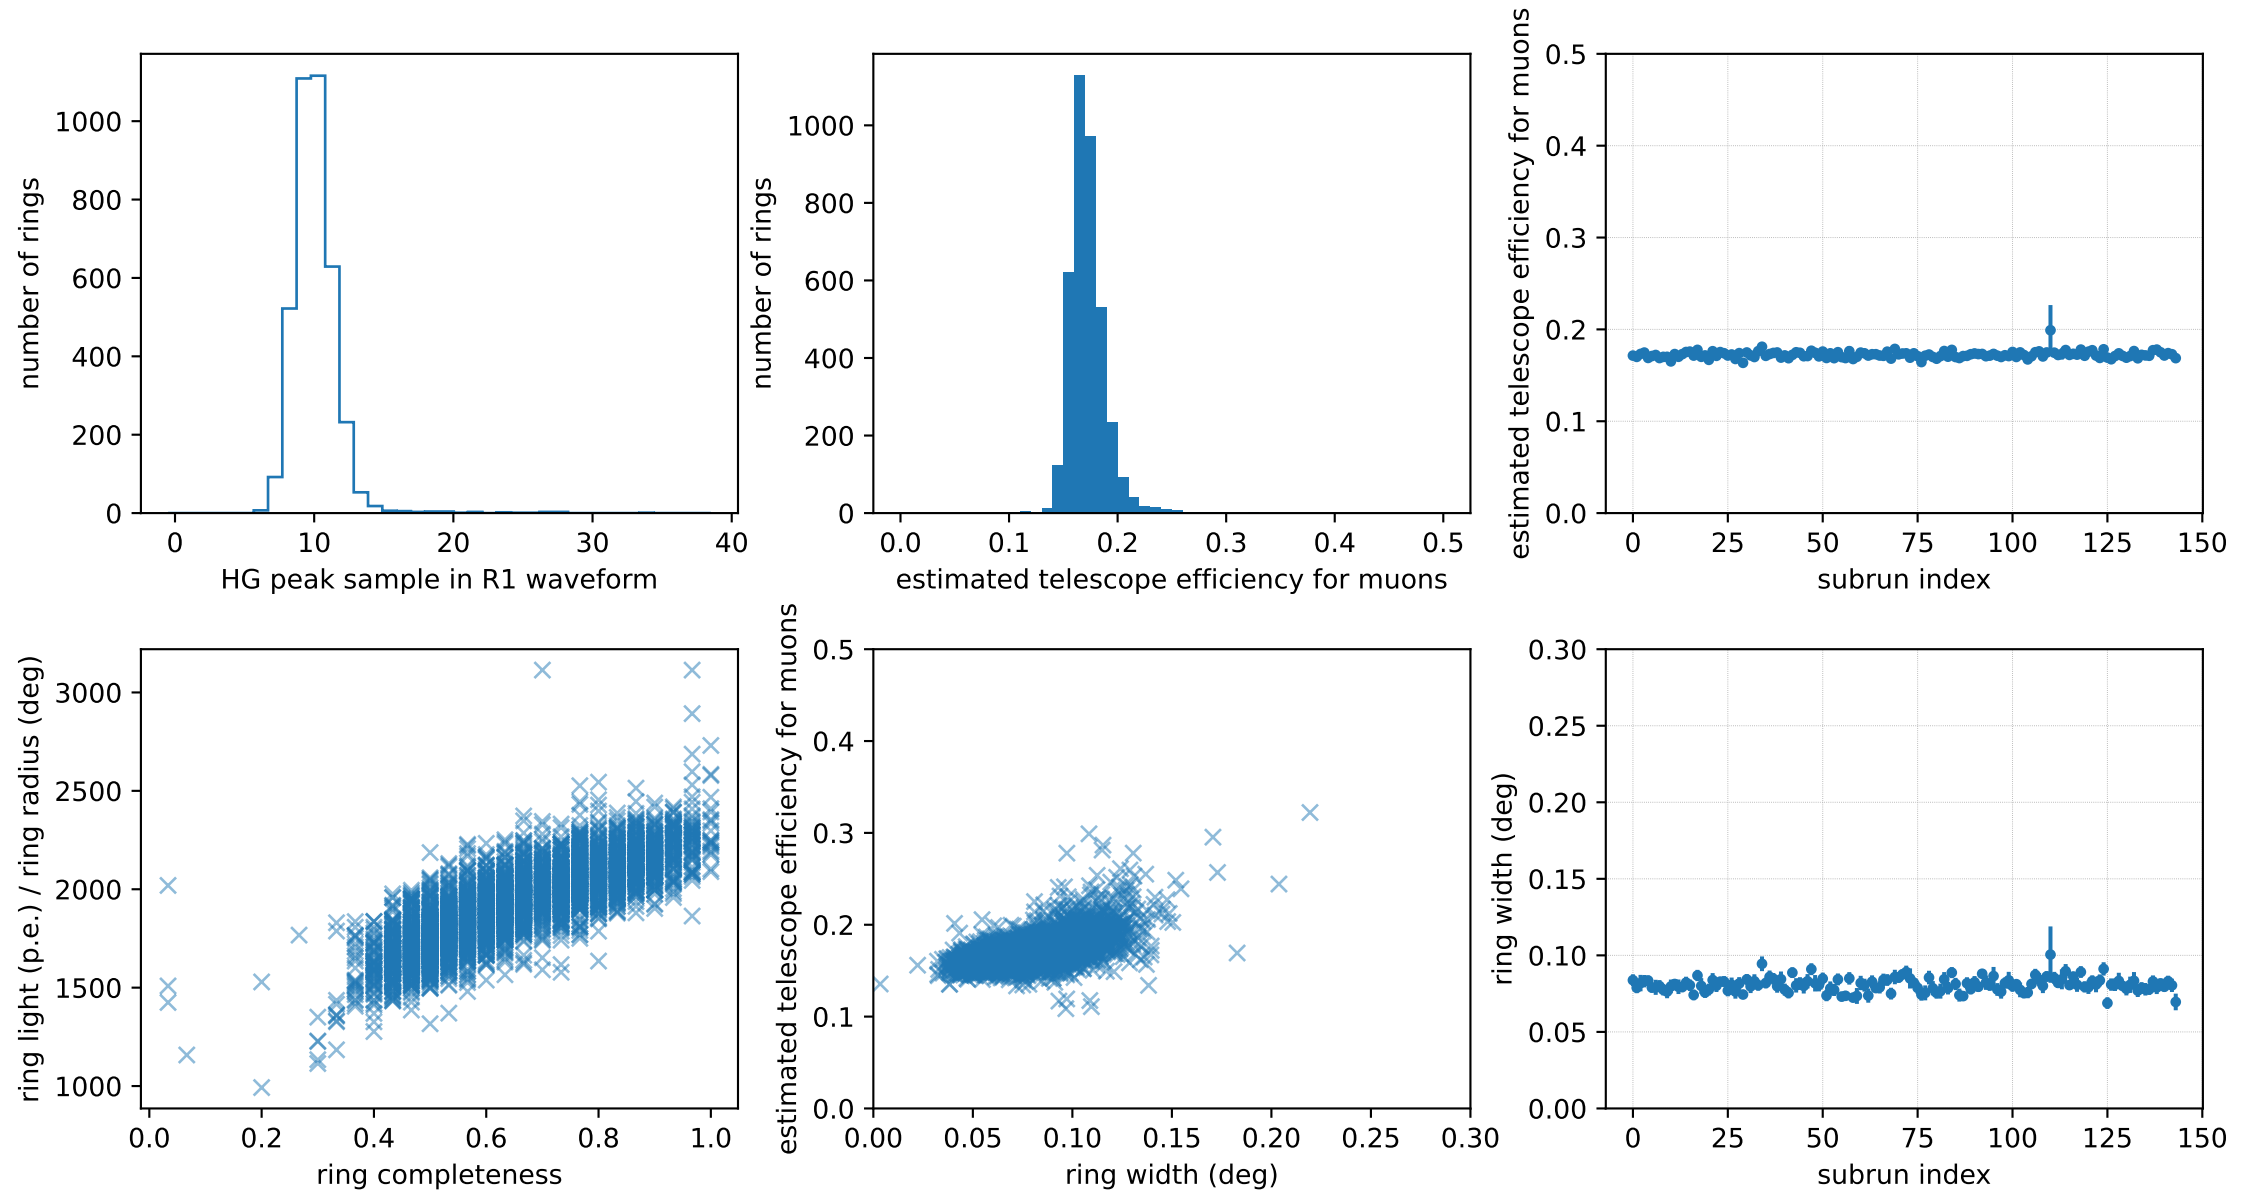 number of rings
1000
800
600
400
200
0
0 10 20 30 40
HG peak sample in R1 waveform
number of rings
1000
800
600
400
200
0
0.0 0.1 0.2 0.3 0.4 0.5
estimated telescope efficiency for muons
estimated telescope efficiency for muons
0.5
0.4
0.3
0.2
0.1
0.0
0 25 50 75 100 125 150
subrun index
ring light (p.e.) / ring radius (deg)
3000
2500
2000
1500
1000
0.0 0.2 0.4 0.6 0.8 1.0
ring completeness
estimated telescope efficiency for muons
0.5
0.4
0.3
0.2
0.1
0.0
0.00 0.05 0.10 0.15 0.20 0.25 0.30
ring width (deg)
ring width (deg)
0.30
0.25
0.20
0.15
0.10
0.05
0.00
0 25 50 75 100 125 150
subrun index